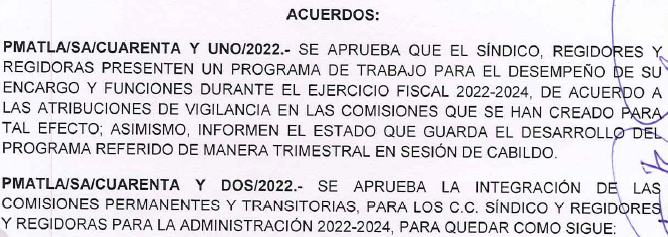 ACUERDOS:
PMATLA/SA/CUARENTA Y UNO/2022.- SE APRUEBA QUE EL SÍNDICO, REGIDORES Y
REGIDORAS PRESENTEN UN PROGRAMA DE TRABAJO PARA EL DESEMPEÑO DE SU
ENCARGO Y FUNCIONES DURANTE EL EJERCICIO FISCAL 2022-2024, DE ACUERDO A
LAS ATRIBUCIONES DE VIGILANCIA EN LAS COMISIONES QUE SE HAN CREADO PARA
TAL EFECTO; ASIMISMO, INFORMEN EL ESTADO QUE GUARDA EL DESARROLLO DEL
PROGRAMA REFERIDO DE MANERA TRIMESTRAL EN SESIÓN DE CABILDO.
PMATLA/SA/CUARENTA Y DOS/2022.- SE APRUEBA LA INTEGRACIÓN DE LAS
COMISIONES PERMANENTES Y TRANSITORIAS, PARA LOS C.C. SÍNDICO Y REGIDORES
Y REGIDORAS PARA LA ADMINISTRACIÓN 2022-2024, PARA QUEDAR COMO SIGUE: